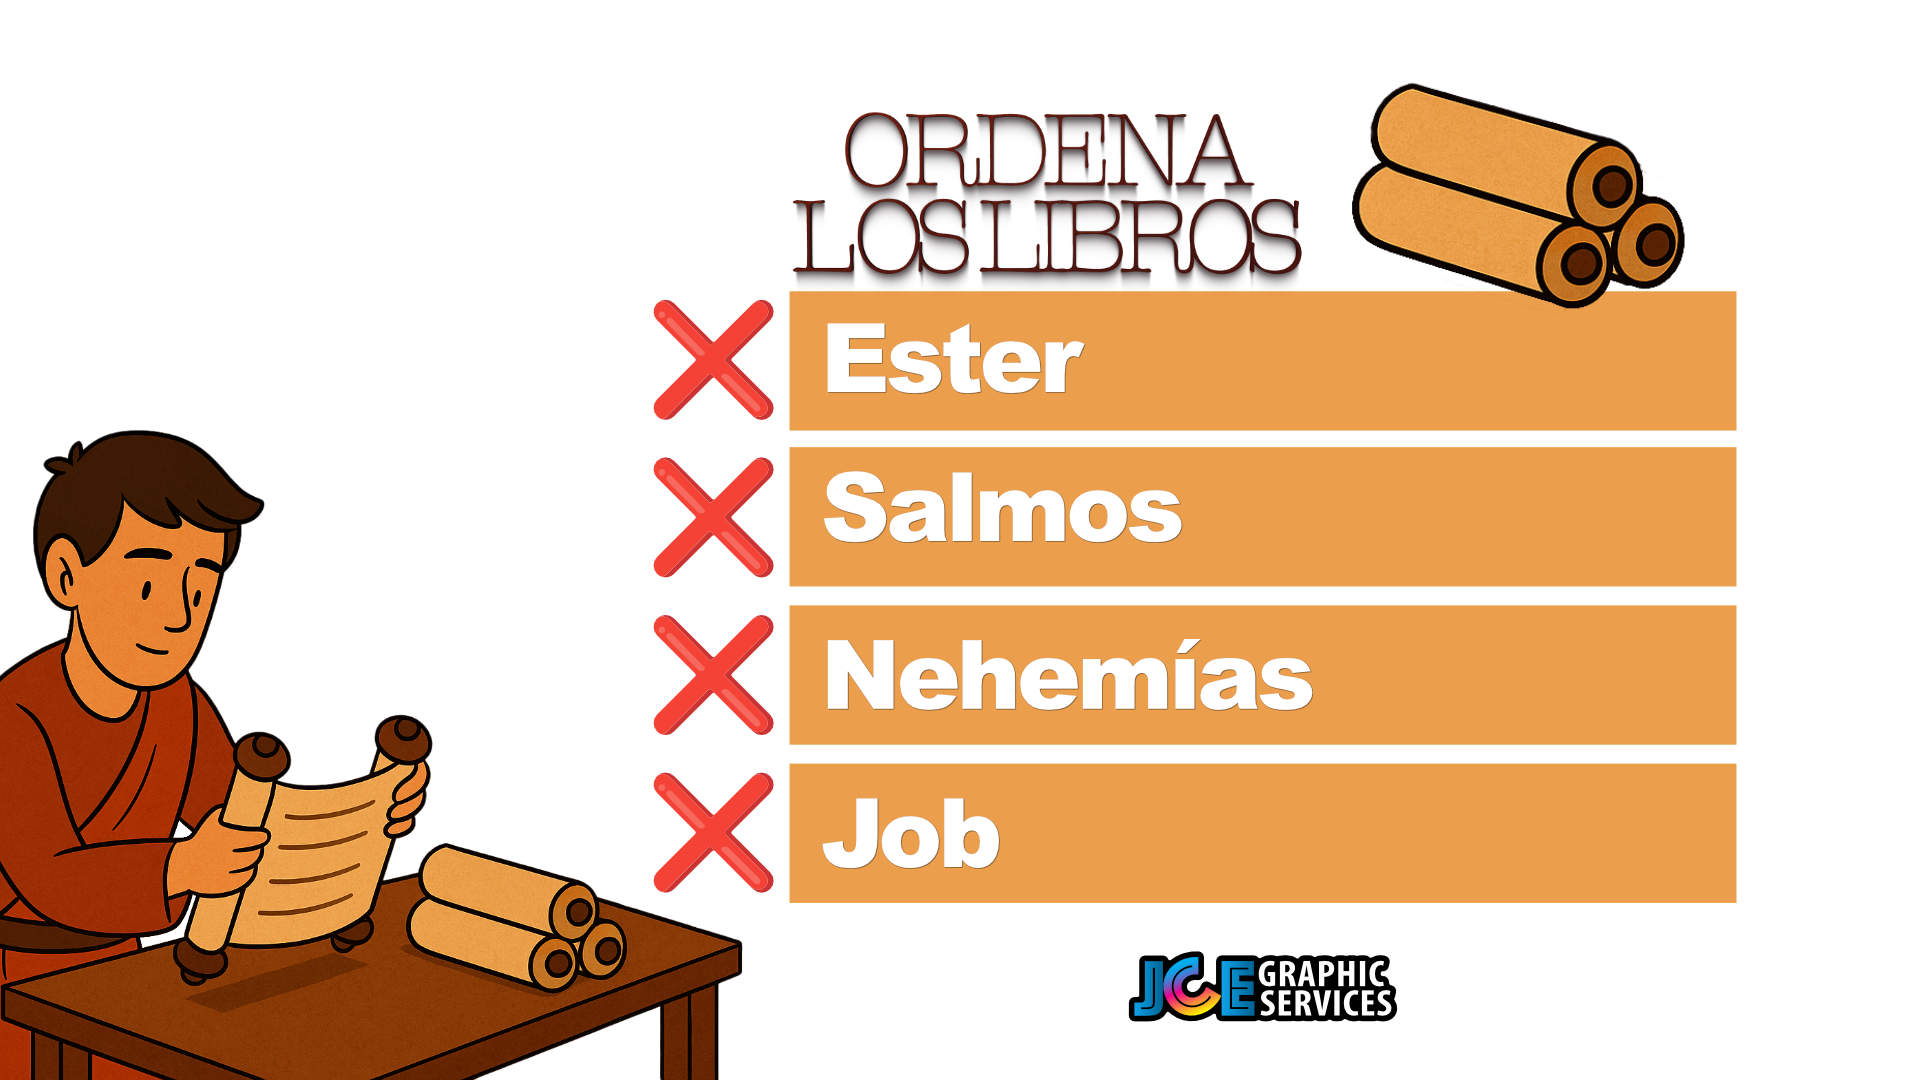 ORDENA
LOS LIBROS
Ester
Salmos
Nehemías
Job
JCE GRAPHIC
SERVICES